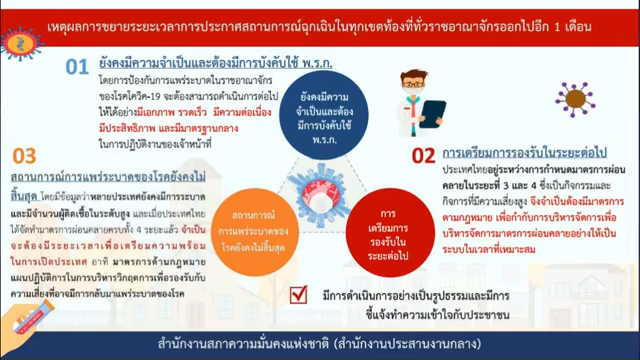 เหตุผลการขยายระยะเวลาการประกาศสถานการณ์ฉุกเฉินในทุกเขตท้องที่ทั่วราชอาณาจักรออกไปอีก 1 เดือน
01 ยังคงมีความจำเป็นและต้องมีการบังคับใช้ พ.ร.ก.
โดยการป้องกันการแพร่ระบาดในราชอาณาจักร
ของโรคโควิด-19 จะต้องสามารถดำเนินการต่อไป
ให้ได้อย่าง มีเอกภาพ รวดเร็ว มีความต่อเนื่อง
มีประสิทธิภาพ และมีมาตรฐานกลาง
ในการปฏิบัติงานของเจ้าหน้าที่
ยังคงมีความ
จำเป็นและต้อง
มีการบังคับใช้
พ.ร.ก.
02 การเตรียมการรองรับในระยะต่อไป
ประเทศไทยอยู่ระหว่างการกำหนดมาตรการผ่อน
คลายในระยะที่ 3 และ 4 ซึ่งเป็นกิจกรรมและ
กิจการที่มีความเสี่ยงสูง จึงจำเป็นต้องมีมาตรการ
ตามกฎหมาย เพื่อกำกับการบริหารจัดการเพื่อ
บริหารจัดการมาตรการผ่อนคลายอย่างเป็น
ระบบในเวลาที่เหมาะสม
การ
เตรียมการ
รองรับใน
ระยะต่อไป
03
สถานการณ์การแพร่ระบาดของโรคยังคงไม่
สิ้นสุด โดยมีข้อมูลว่าหลายประเทศยังมีการระบาด
และมีจำนวนผู้ติดเชื้อในระดับสูง และเมื่อประเทศไทย
ได้จัดทำมาตรการผ่อนคลายครบทั้ง 4 ระยะแล้ว จำเป็น
จะต้องมีระยะเวลาเพื่อเตรียมความพร้อม
ในการเปิดประเทศ อาทิ มาตรการด้านกฎหมาย
แผนปฏิบัติการในการบริหารวิกฤตการเพื่อรองรับกับ
ความเสี่ยงที่อาจมีการกลับมาแพร่ระบาดของโรค
สถานการณ์
การแพร่ระบาดของ
โรคยังไม่สิ้นสุด
มีการดำเนินการอย่างเป็นรูปธรรมและมีการ
ชี้แจงทำความเข้าใจกับประชาชน
สำนักงานสภาความมั่นคงแห่งชาติ (สำนักงานประสานงานกลาง)